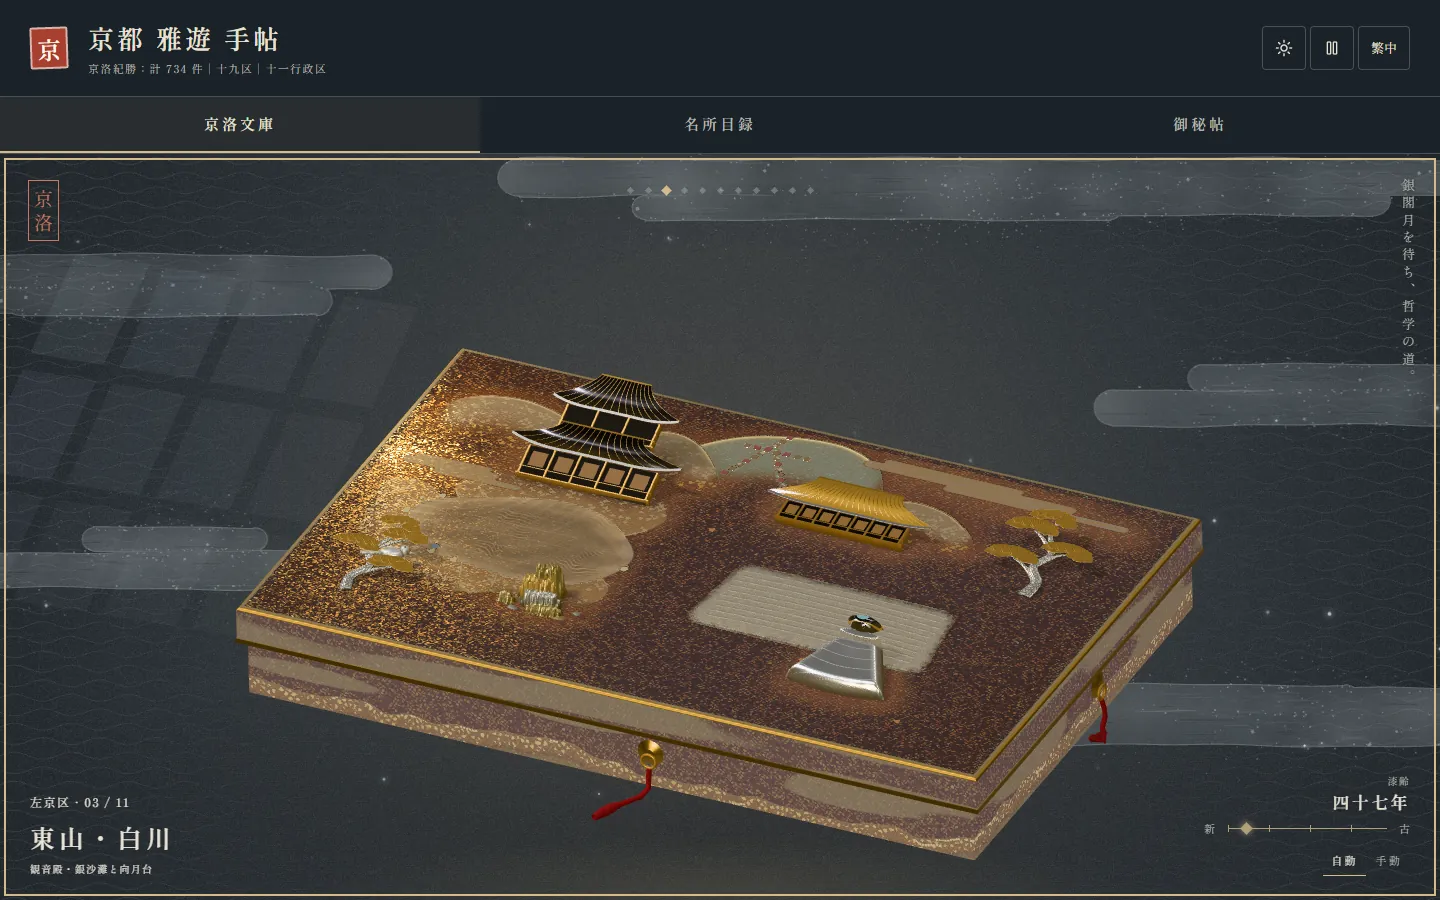 京
京都 雅遊 手帖
京洛紀勝：計 734 件｜十九区｜十一行政区
繁中
京洛文庫
名所目録
御秘帖
京洛
銀閣月を待ち、哲学の道。
左京区・03 / 11
東山・白川
観音殿・銀沙灘と向月台
漆齢
四十七年
新
古
自動
手動